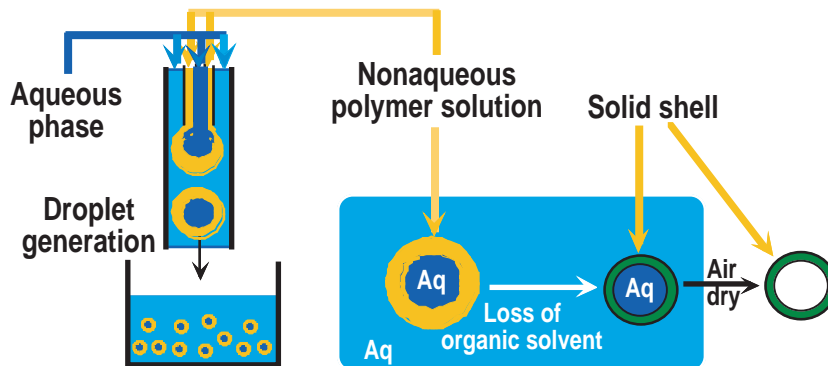 Aqueous
phase
Nonaqueous
polymer solution
Solid shell
Droplet
generation
Aq
Aq
Air
dry
Loss of
organic solvent
Aq